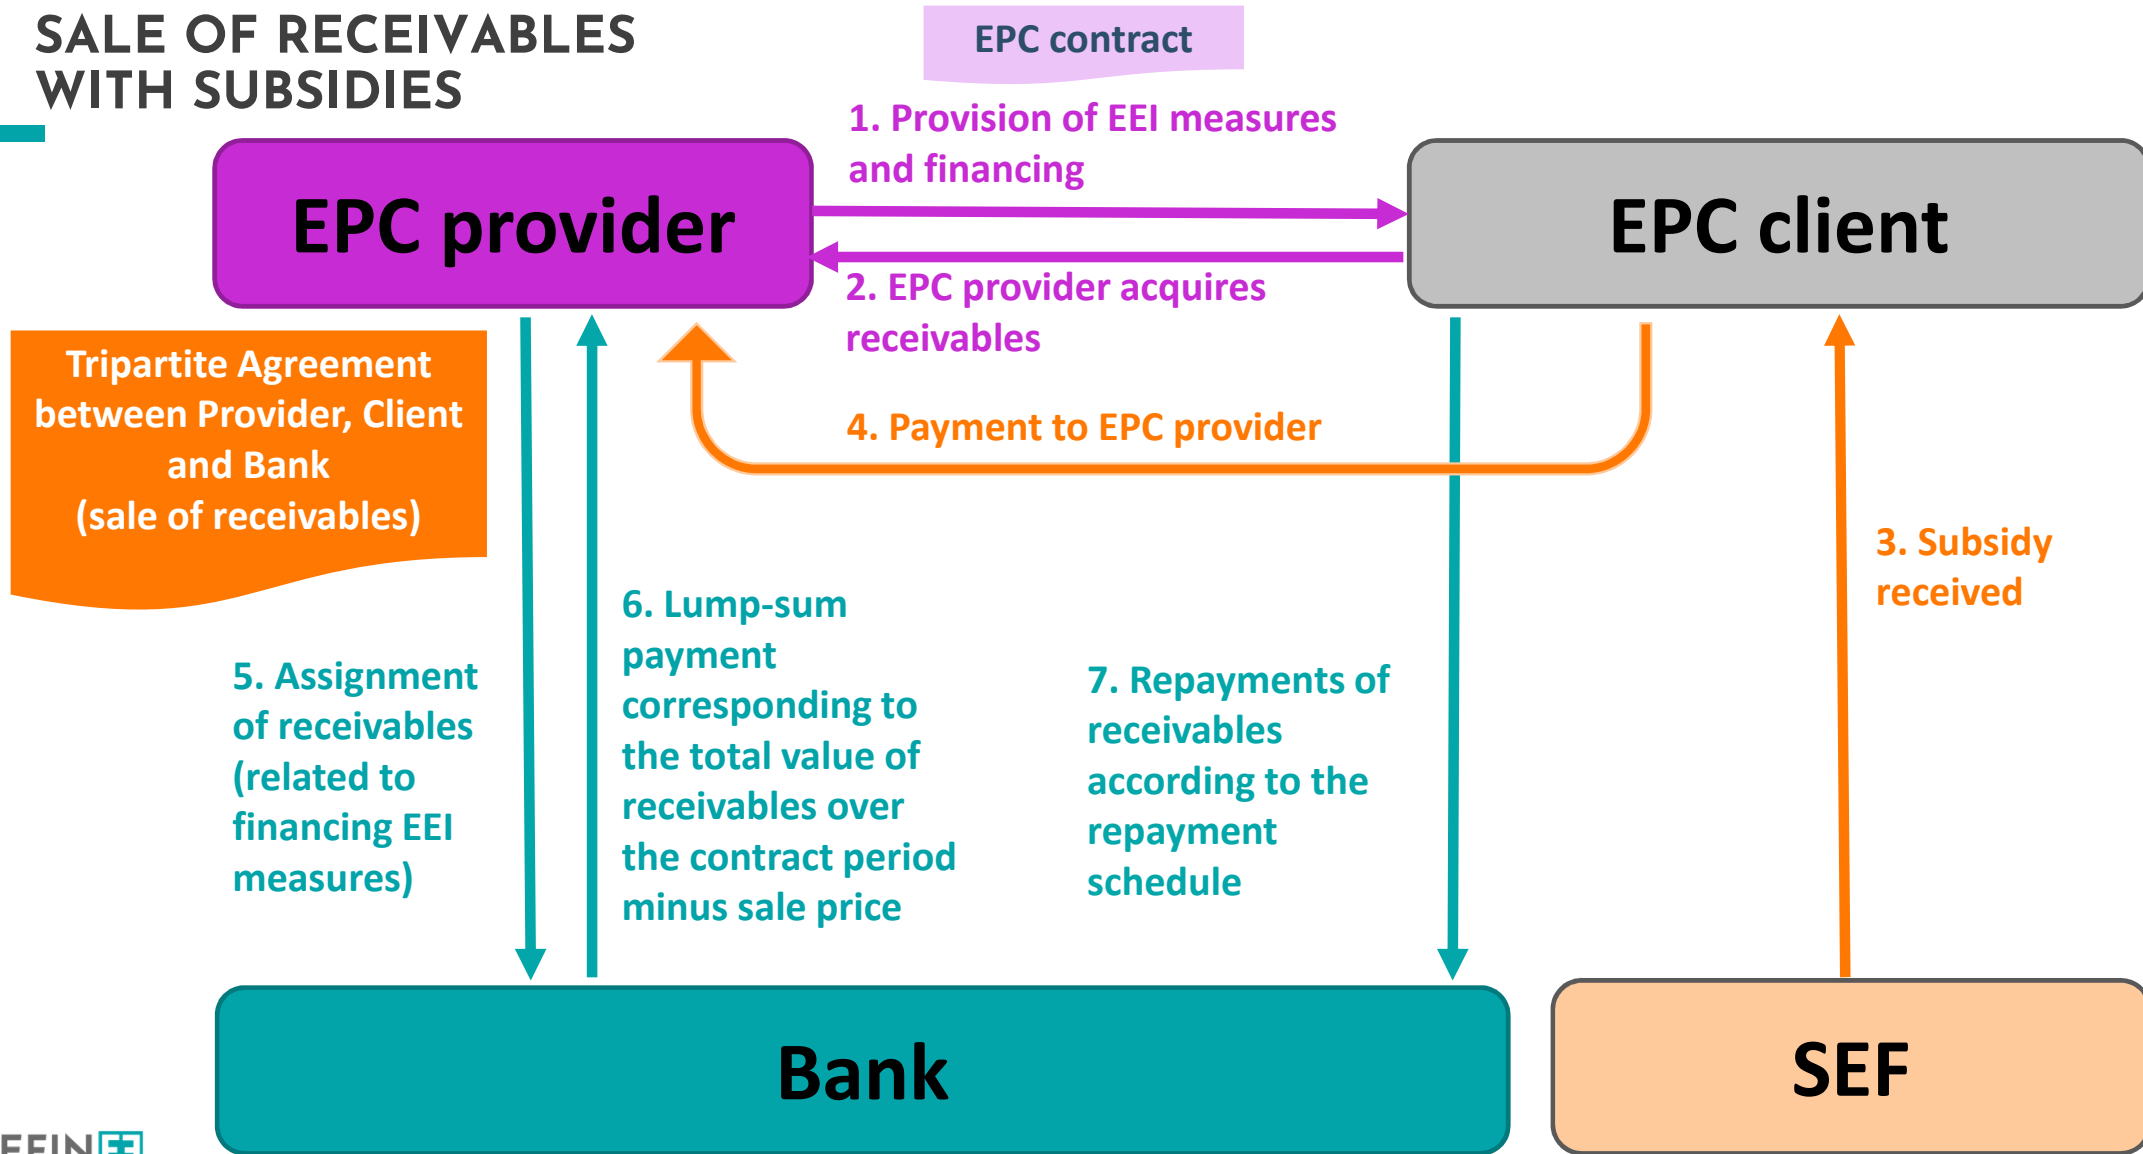 SALE OF RECEIVABLES
WITH SUBSIDIES
EPC contract
1. Provision of EEI measures
and financing
EPC provider
EPC client
2. EPC provider acquires
receivables
Tripartite Agreement
between Provider, Client
and Bank
(sale of receivables)
4. Payment to EPC provider
3. Subsidy
received
5. Assignment
of receivables
(related to
financing EEI
measures)
6. Lump-sum
payment
corresponding to
the total value of
receivables over
the contract period
minus sale price
7. Repayments of
receivables
according to the
repayment
schedule
Bank
SEF